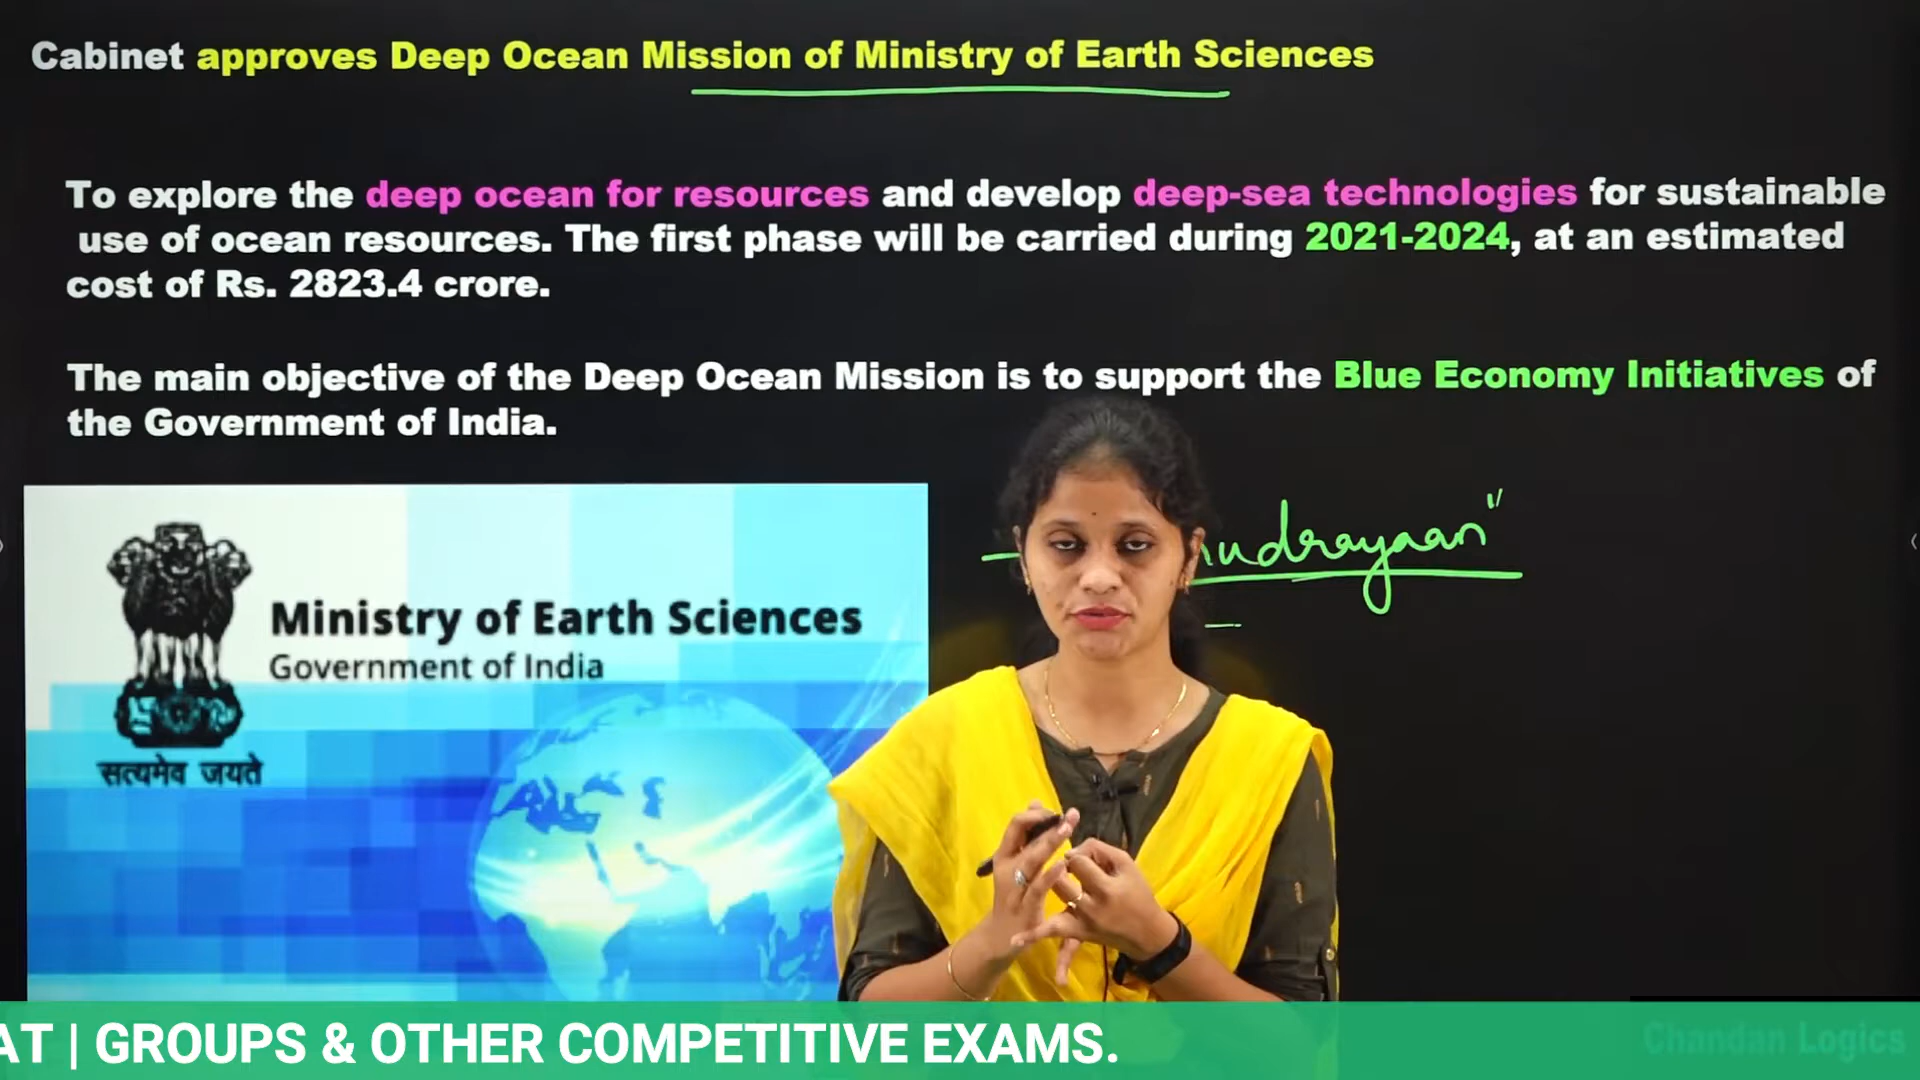 Cabinet approves Deep Ocean Mission of Ministry of Earth Sciences
To explore the deep ocean for resources and develop deep-sea technologies for sustainable
use of ocean resources. The first phase will be carried during 2021-2024, at an estimated
cost of Rs. 2823.4 crore.
The main objective of the Deep Ocean Mission is to support the Blue Economy Initiatives of
the Government of India.
udrayaan"
Ministry of Earth Sciences
Government of India
सत्यमेव जयते
AT | GROUPS & OTHER COMPETITIVE EXAMS.
Chandan Logics